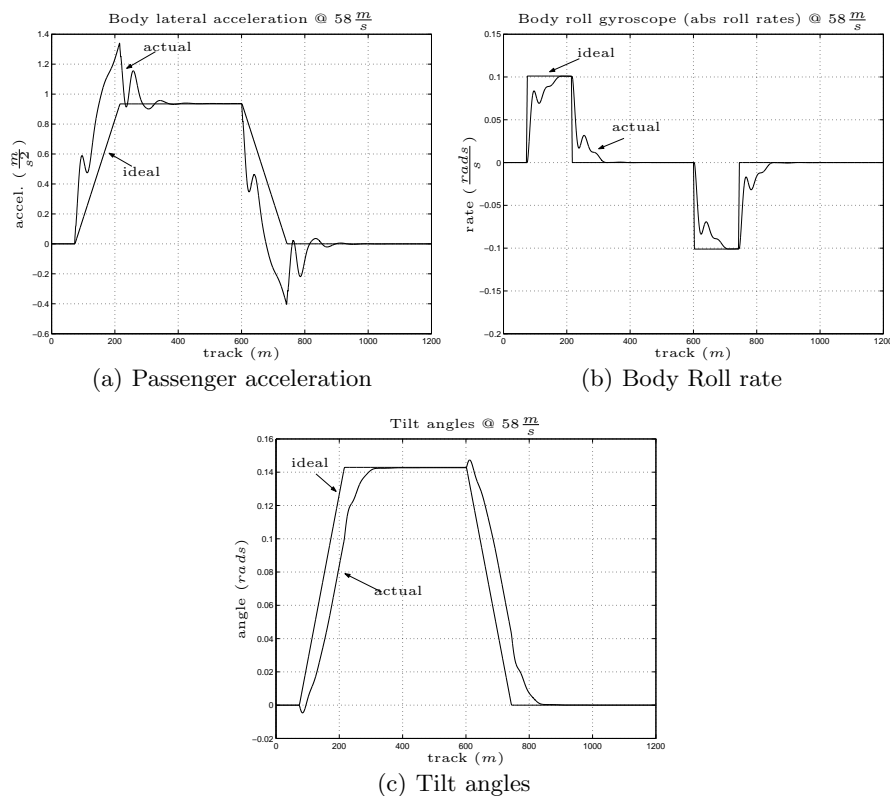 Body lateral acceleration @ 58 m/s
1.4
1.2
1
0.8
0.6
0.4
0.2
0
−0.2
−0.4
−0.6
accel. (m/s2)
actual
ideal
0 200 400 600 800 1000 1200
track (m)
(a) Passenger acceleration
Body roll gyroscope (abs roll rates) @ 58 m/s
0.15
0.1
0.05
0
−0.05
−0.1
−0.15
−0.2
rate (rads/s)
ideal
actual
0 200 400 600 800 1000 1200
track (m)
(b) Body Roll rate
Tilt angles @ 58 m/s
0.16
0.14
0.12
0.1
0.08
0.06
0.04
0.02
0
−0.02
angle (rads)
ideal
actual
0 200 400 600 800 1000 1200
track (m)
(c) Tilt angles